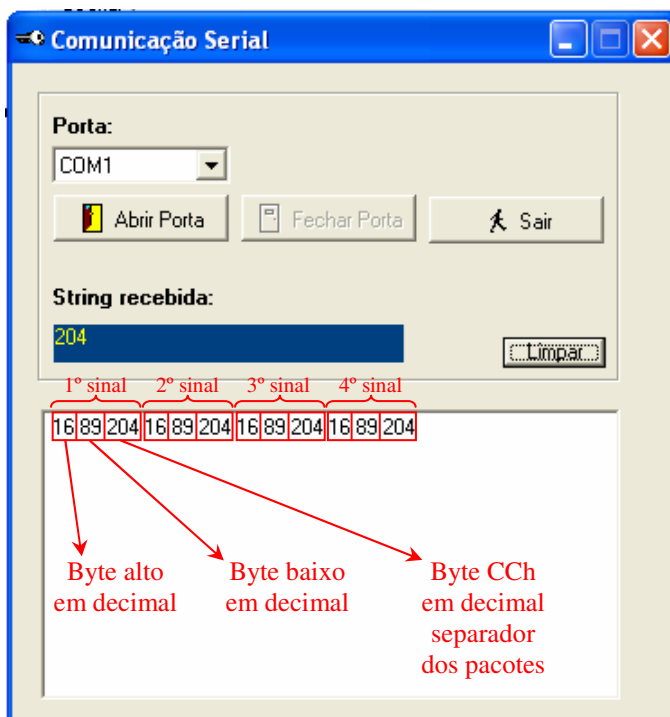 Comunicação Serial
Porta:
COM1
Abrir Porta
Fechar Porta
Sair
String recebida:
204
Limpar
1º sinal 2º sinal 3º sinal 4º sinal
16 89 204 16 89 204 16 89 204 16 89 204
Byte alto
em decimal
Byte baixo
em decimal
Byte CCh
em decimal
separador
dos pacotes